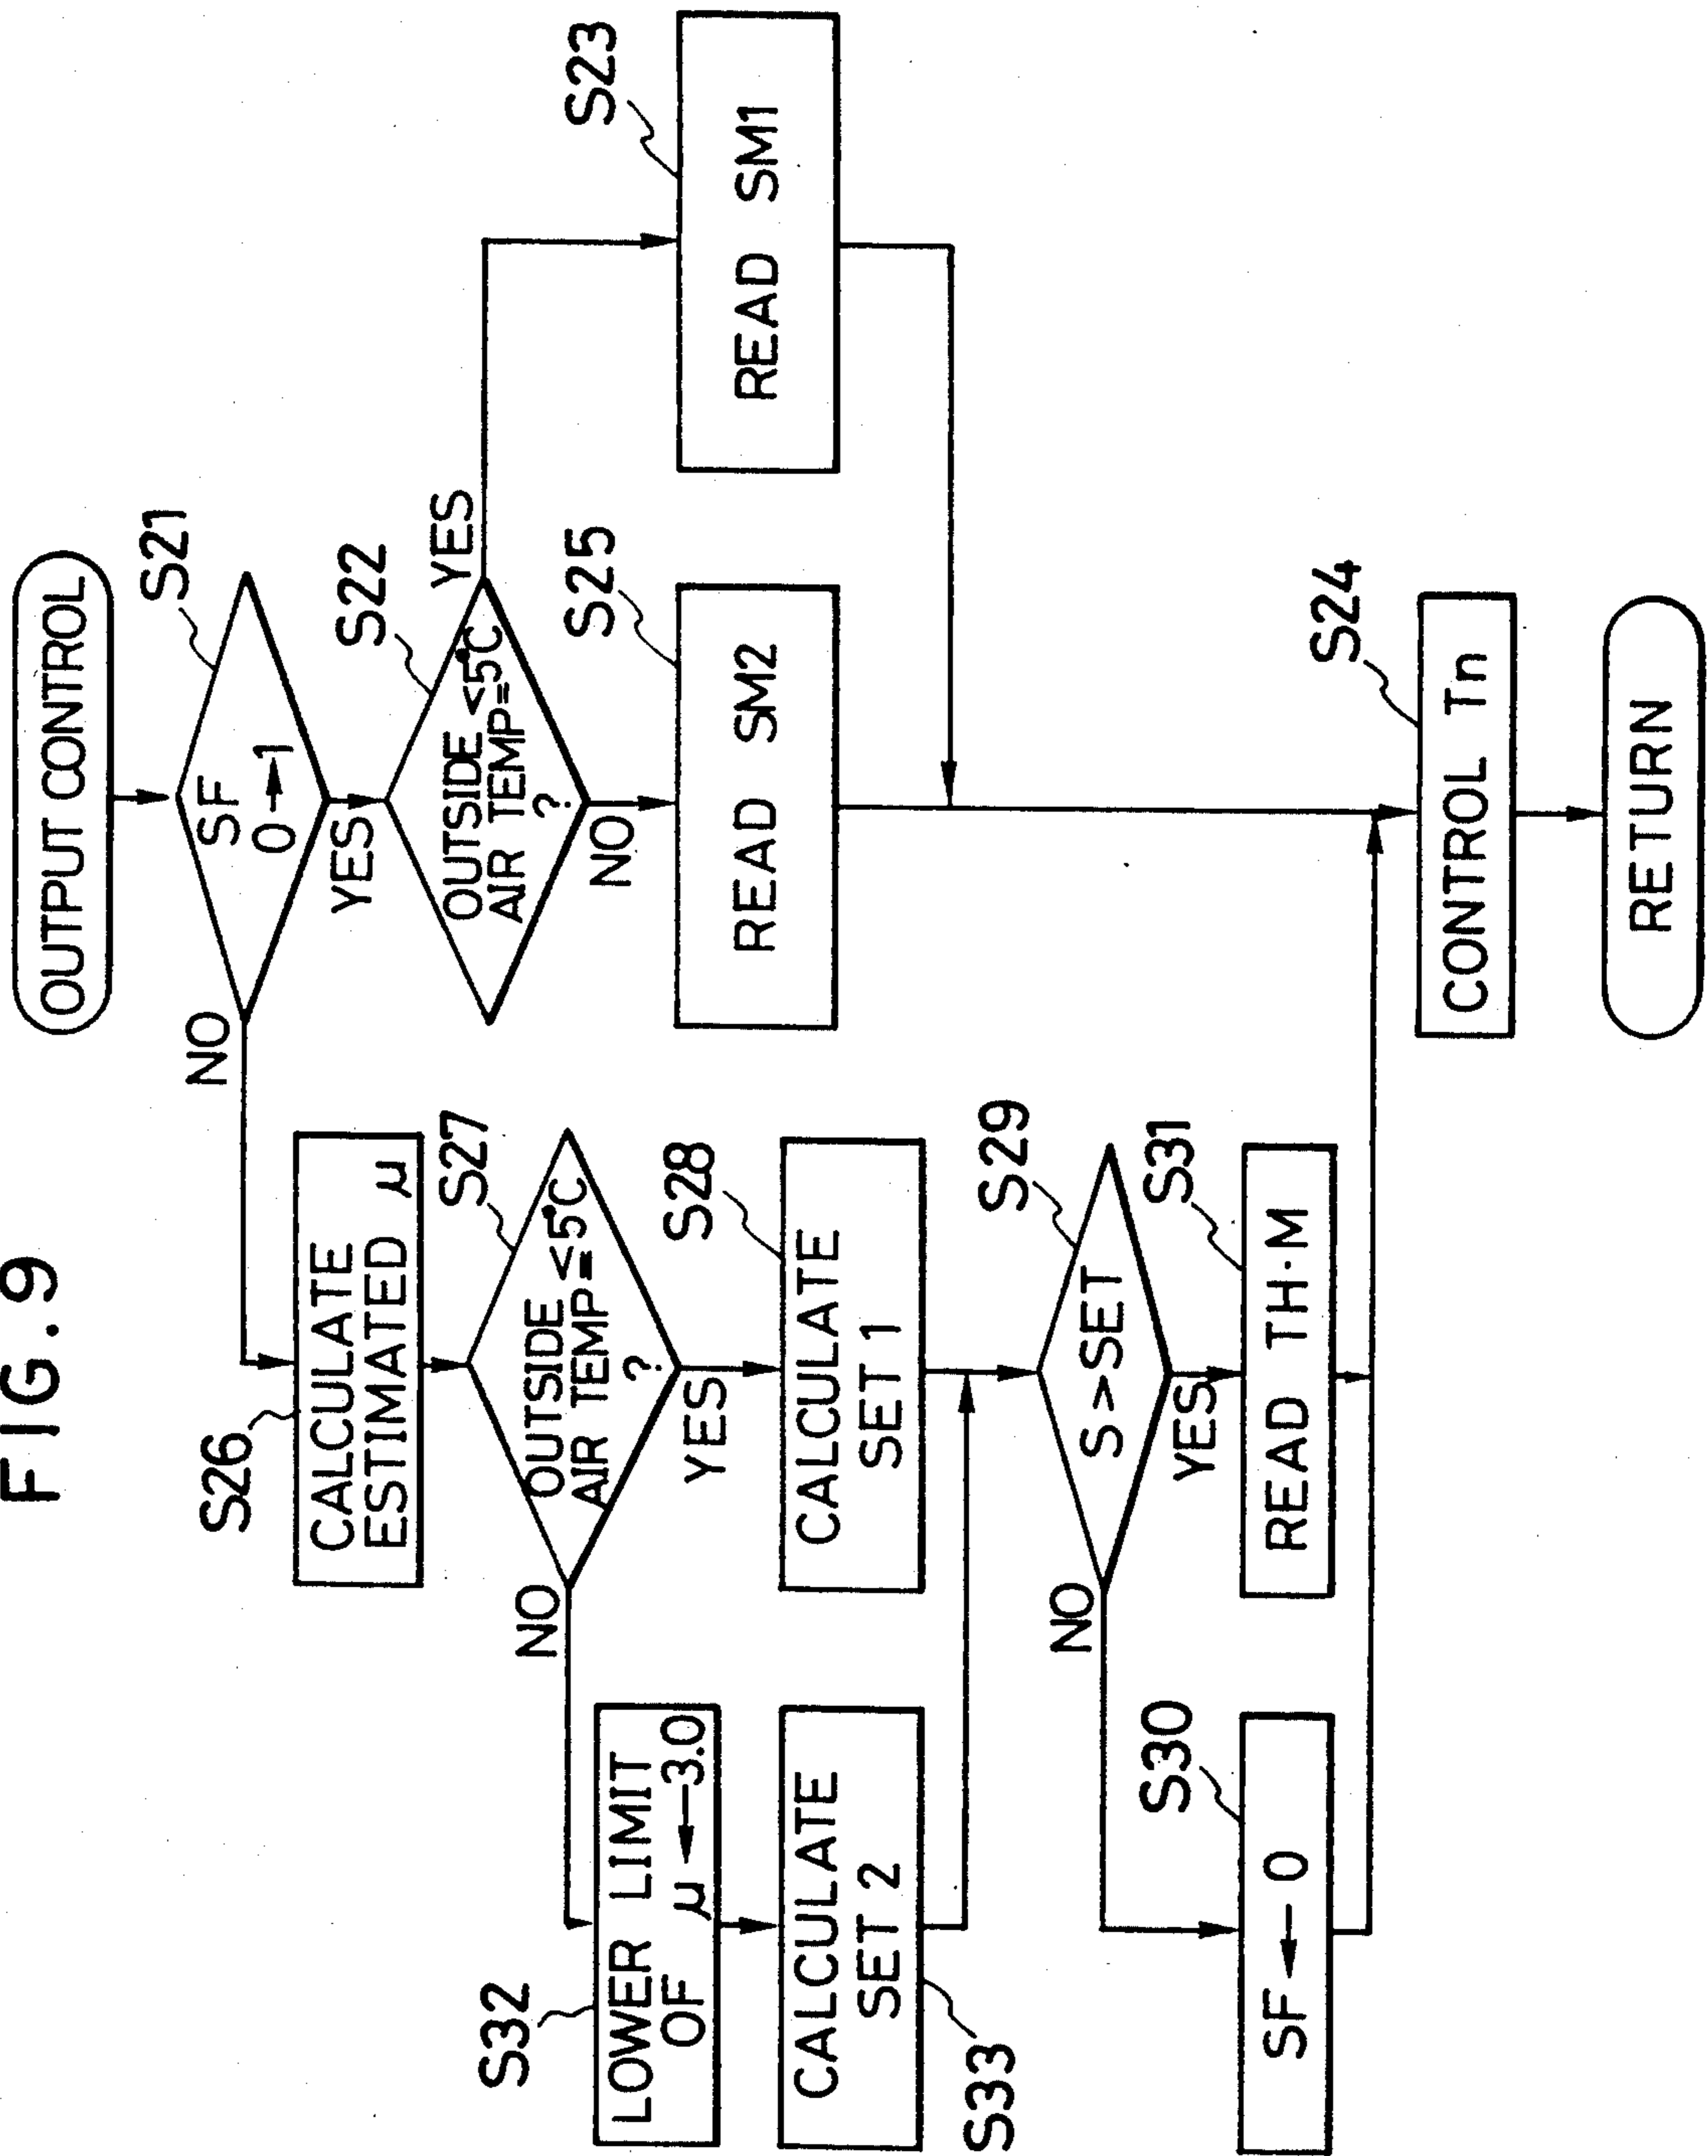 FIG.9
OUTPUT CONTROL
S21
SF
0→1
NO
YES
S22
OUTSIDE ≦5°C
AIR TEMP
?
YES
NO
S23
READ SM1
S25
READ SM2
S26
CALCULATE
ESTIMATED μ
S27
OUTSIDE ≦5°C
AIR TEMP
?
NO
YES
S32
LOWER LIMIT
OF μ←3.0
S28
CALCULATE
SET 1
S33
CALCULATE
SET 2
S29
S>SET
NO
YES
S30
SF←0
S31
READ TH·M
S24
CONTROL Tn
RETURN